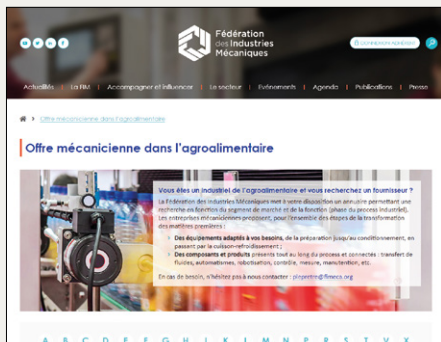 Fédération
des Industries
Mécaniques
CONNEXION ADHÉRENT
Actualités | La FIM | Accompagner et influencer | Le secteur | Evénements | Agenda | Publications | Presse
> Offre mécanicienne dans l'agroalimentaire
Offre mécanicienne dans l'agroalimentaire
Vous êtes un industriel de l'agroalimentaire et vous recherchez un fournisseur ?
La Fédération des Industries Mécaniques met à votre disposition un annuaire permettant une
recherche en fonction du segment de marché et de la fonction (phase du process industriel).
Les entreprises mécaniciennes proposent, pour l'ensemble des étapes de la transformation
des matières premières :
Des équipements adaptés à vos besoins, de la préparation jusqu'au conditionnement, en
passant par la cuisson-refroidissement ;
Des composants et produits présents tout au long du process et connectés : transfert de
fluides, automatismes, robotisation, contrôle, mesure, manutention, etc.
En cas de besoin, n'hésitez pas à nous contacter :
A B C D E F G H I K L M N P R S T V X